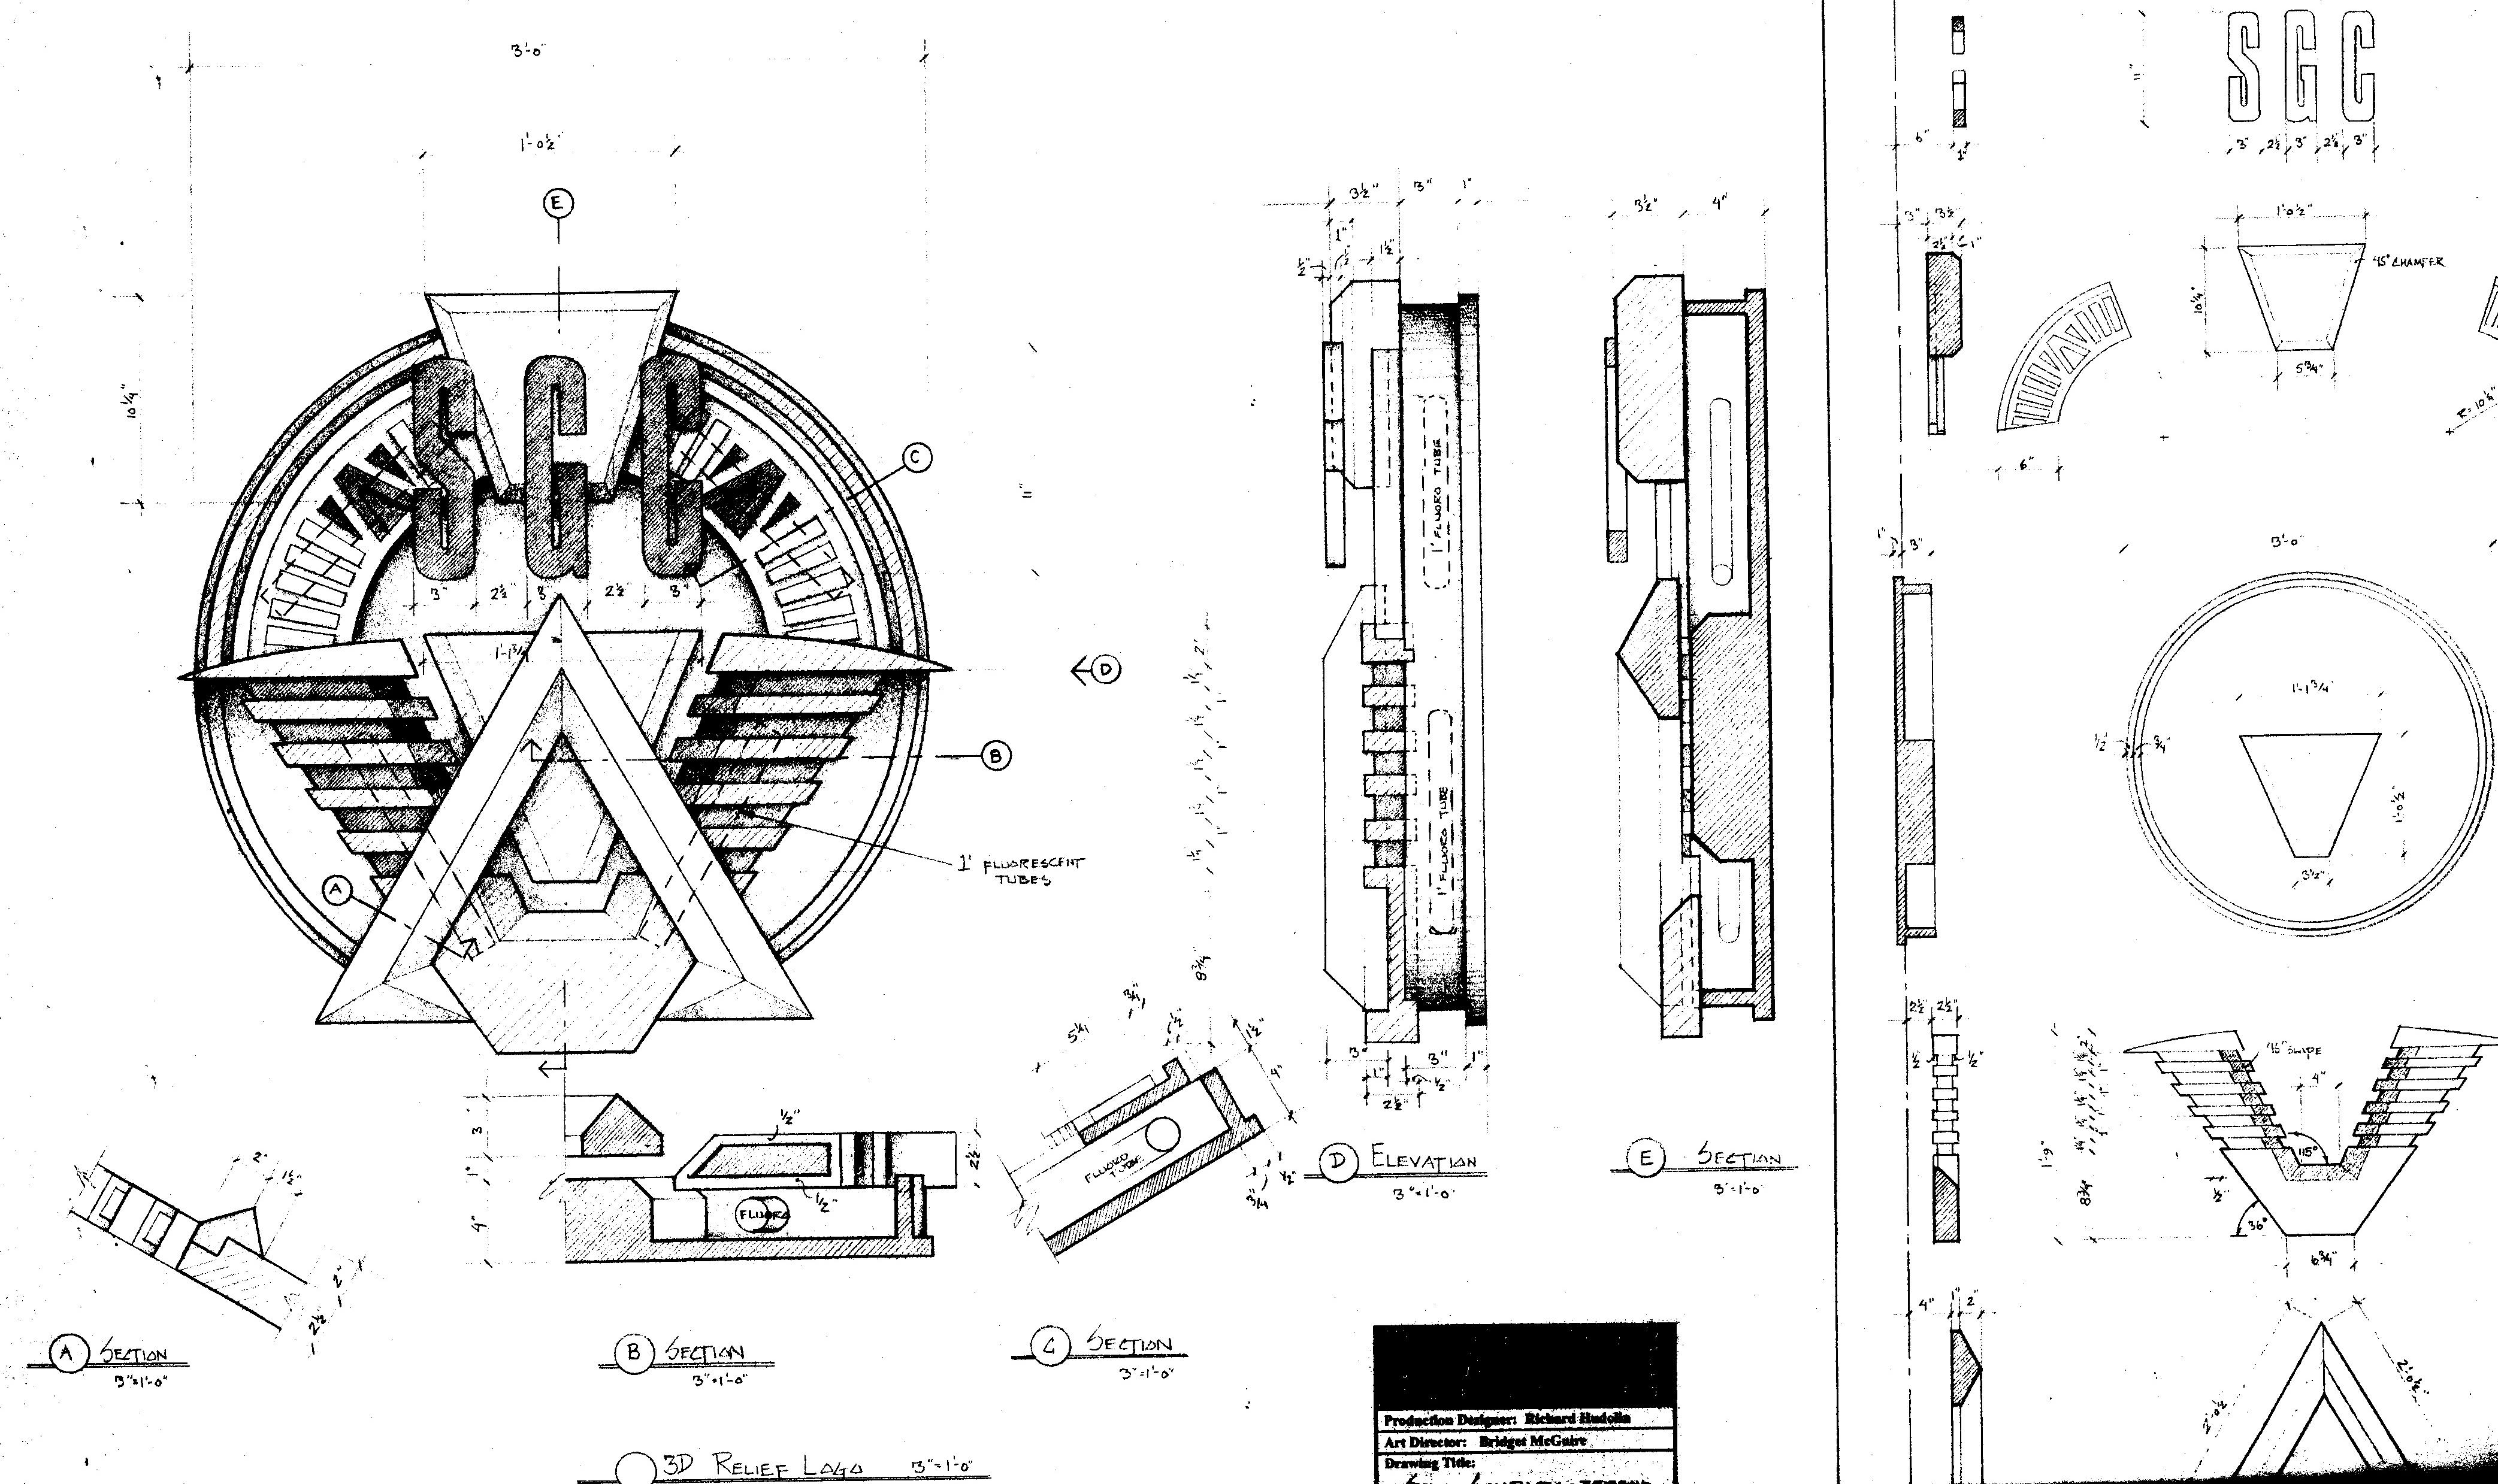 3'-0"
1'-0½"
E
10¼"
SGC
C
3" 2½" 3" 2½" 3"
1'-1¾"
D
B
A
1' FLUORESCENT
TUBES
3½" 3" 1"
1" 1½"
½" ½"
1' FLUORO TUBE
1' FLUORO TUBE
8¾"
3" 3" 1"
1" ½"
2½"
D ELEVATION
3"=1'-0"
3½" 4"
E SECTION
3"=1'-0"
2" 1½"
2"
2½"
A SECTION
3"=1'-0"
3"
1"
4"
½"
½"
FLUORO
2½"
B SECTION
3"=1'-0"
5¼"
¾"
½"
1½"
4"
FLUORO
TUBE
½"
¾"
C SECTION
3"=1'-0"
3D RELIEF LOGO 3"=1'-0"
Production Designer: Richard Hudolin
Art Director: Bridget McGuire
Drawing Title:
SGC
11"
6" 1"
3" 2½" 3" 2½" 3"
3" 3½"
2½" 1"
1'-0½"
45° CHAMFER
10¼"
5¾"
6"
R=10¼"
1" 3"
3'-0"
1'-1¾"
½" ¾"
1'-0½"
3½"
2½" 2½"
½" ½"
45° SLOPE
4"
115°
1'-9"
8¾"
½"
36°
6¾"
4" 1" 2"
2'-0½" 2'-0½"